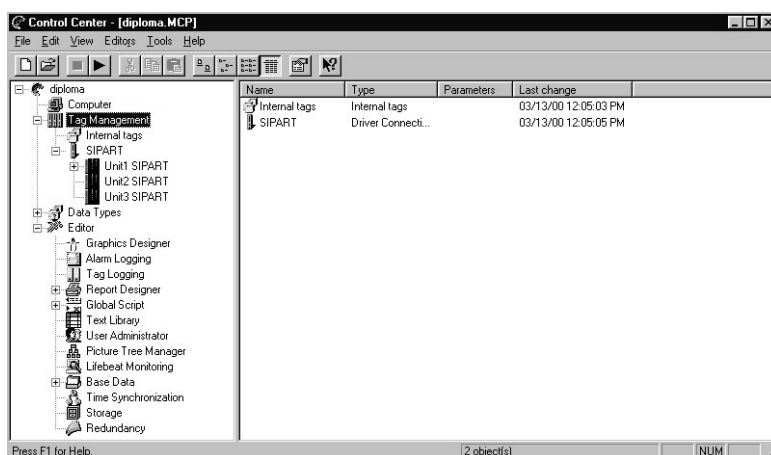 Control Center - [diploma.MCP]
File Edit View Editors Tools Help
diploma
Computer
Tag Management
Internal tags
SIPART
Unit1 SIPART
Unit2 SIPART
Unit3 SIPART
Data Types
Editor
Graphics Designer
Alarm Logging
Tag Logging
Report Designer
Global Script
Text Library
User Administrator
Picture Tree Manager
Lifebeat Monitoring
Base Data
Time Synchronization
Storage
Redundancy
Name Type Parameters Last change
Internal tags Internal tags 03/13/00 12:05:03 PM
SIPART Driver Connecti... 03/13/00 12:05:05 PM
Press F1 for Help. 2 object(s) NUM